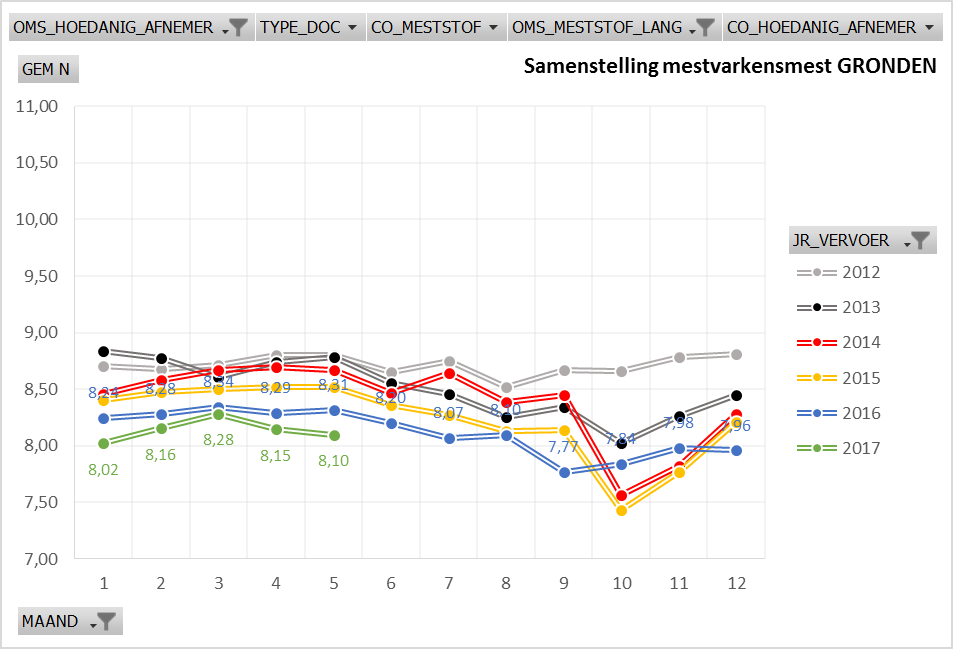 OMS_HOEDANIG_AFNEMER TYPE_DOC CO_MESTSTOF OMS_MESTSTOF_LANG CO_HOEDANIG_AFNEMER
GEM N
Samenstelling mestvarkensmest GRONDEN
11,00
10,50
10,00
9,50
9,00
8,50
8,00
7,50
7,00
8,24 8,28 8,34 8,29 8,31 8,20 8,07 8,10 7,77 7,84 7,98 7,96
8,02 8,16 8,28 8,15 8,10
1 2 3 4 5 6 7 8 9 10 11 12
JR_VERVOER
2012
2013
2014
2015
2016
2017
MAAND